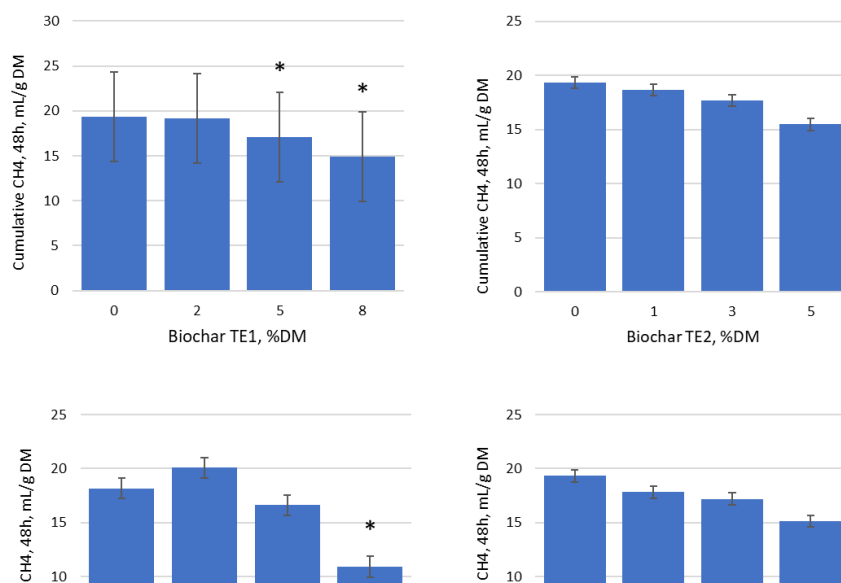 30
25
20
15
10
5
0
Cumulative CH4, 48h, mL/g DM
* *
0 2 5 8
Biochar TE1, %DM
25
20
15
10
5
0
Cumulative CH4, 48h, mL/g DM
0 1 3 5
Biochar TE2, %DM
25
20
15
10
CH4, 48h, mL/g DM
*
25
20
15
10
CH4, 48h, mL/g DM